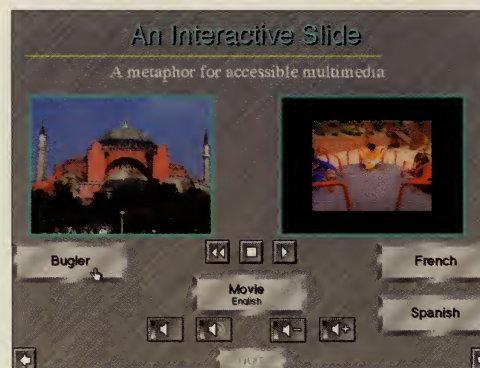 An Interactive Slide
A metaphor for accessible multimedia
Bugler
French
Movie
English
Spanish